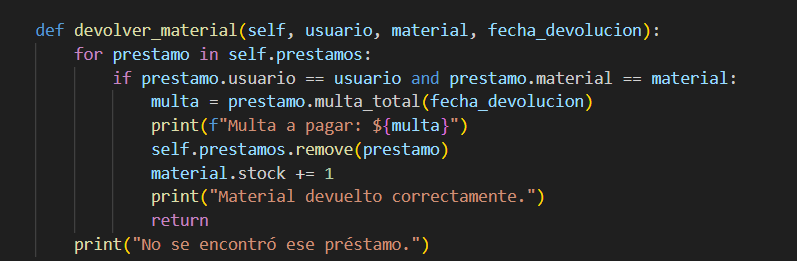 def devolver_material(self, usuario, material, fecha_devolucion):
    for prestamo in self.prestamos:
        if prestamo.usuario == usuario and prestamo.material == material:
            multa = prestamo.multa_total(fecha_devolucion)
            print(f"Multa a pagar: ${multa}")
            self.prestamos.remove(prestamo)
            material.stock += 1
            print("Material devuelto correctamente.")
            return
    print("No se encontró ese préstamo.")